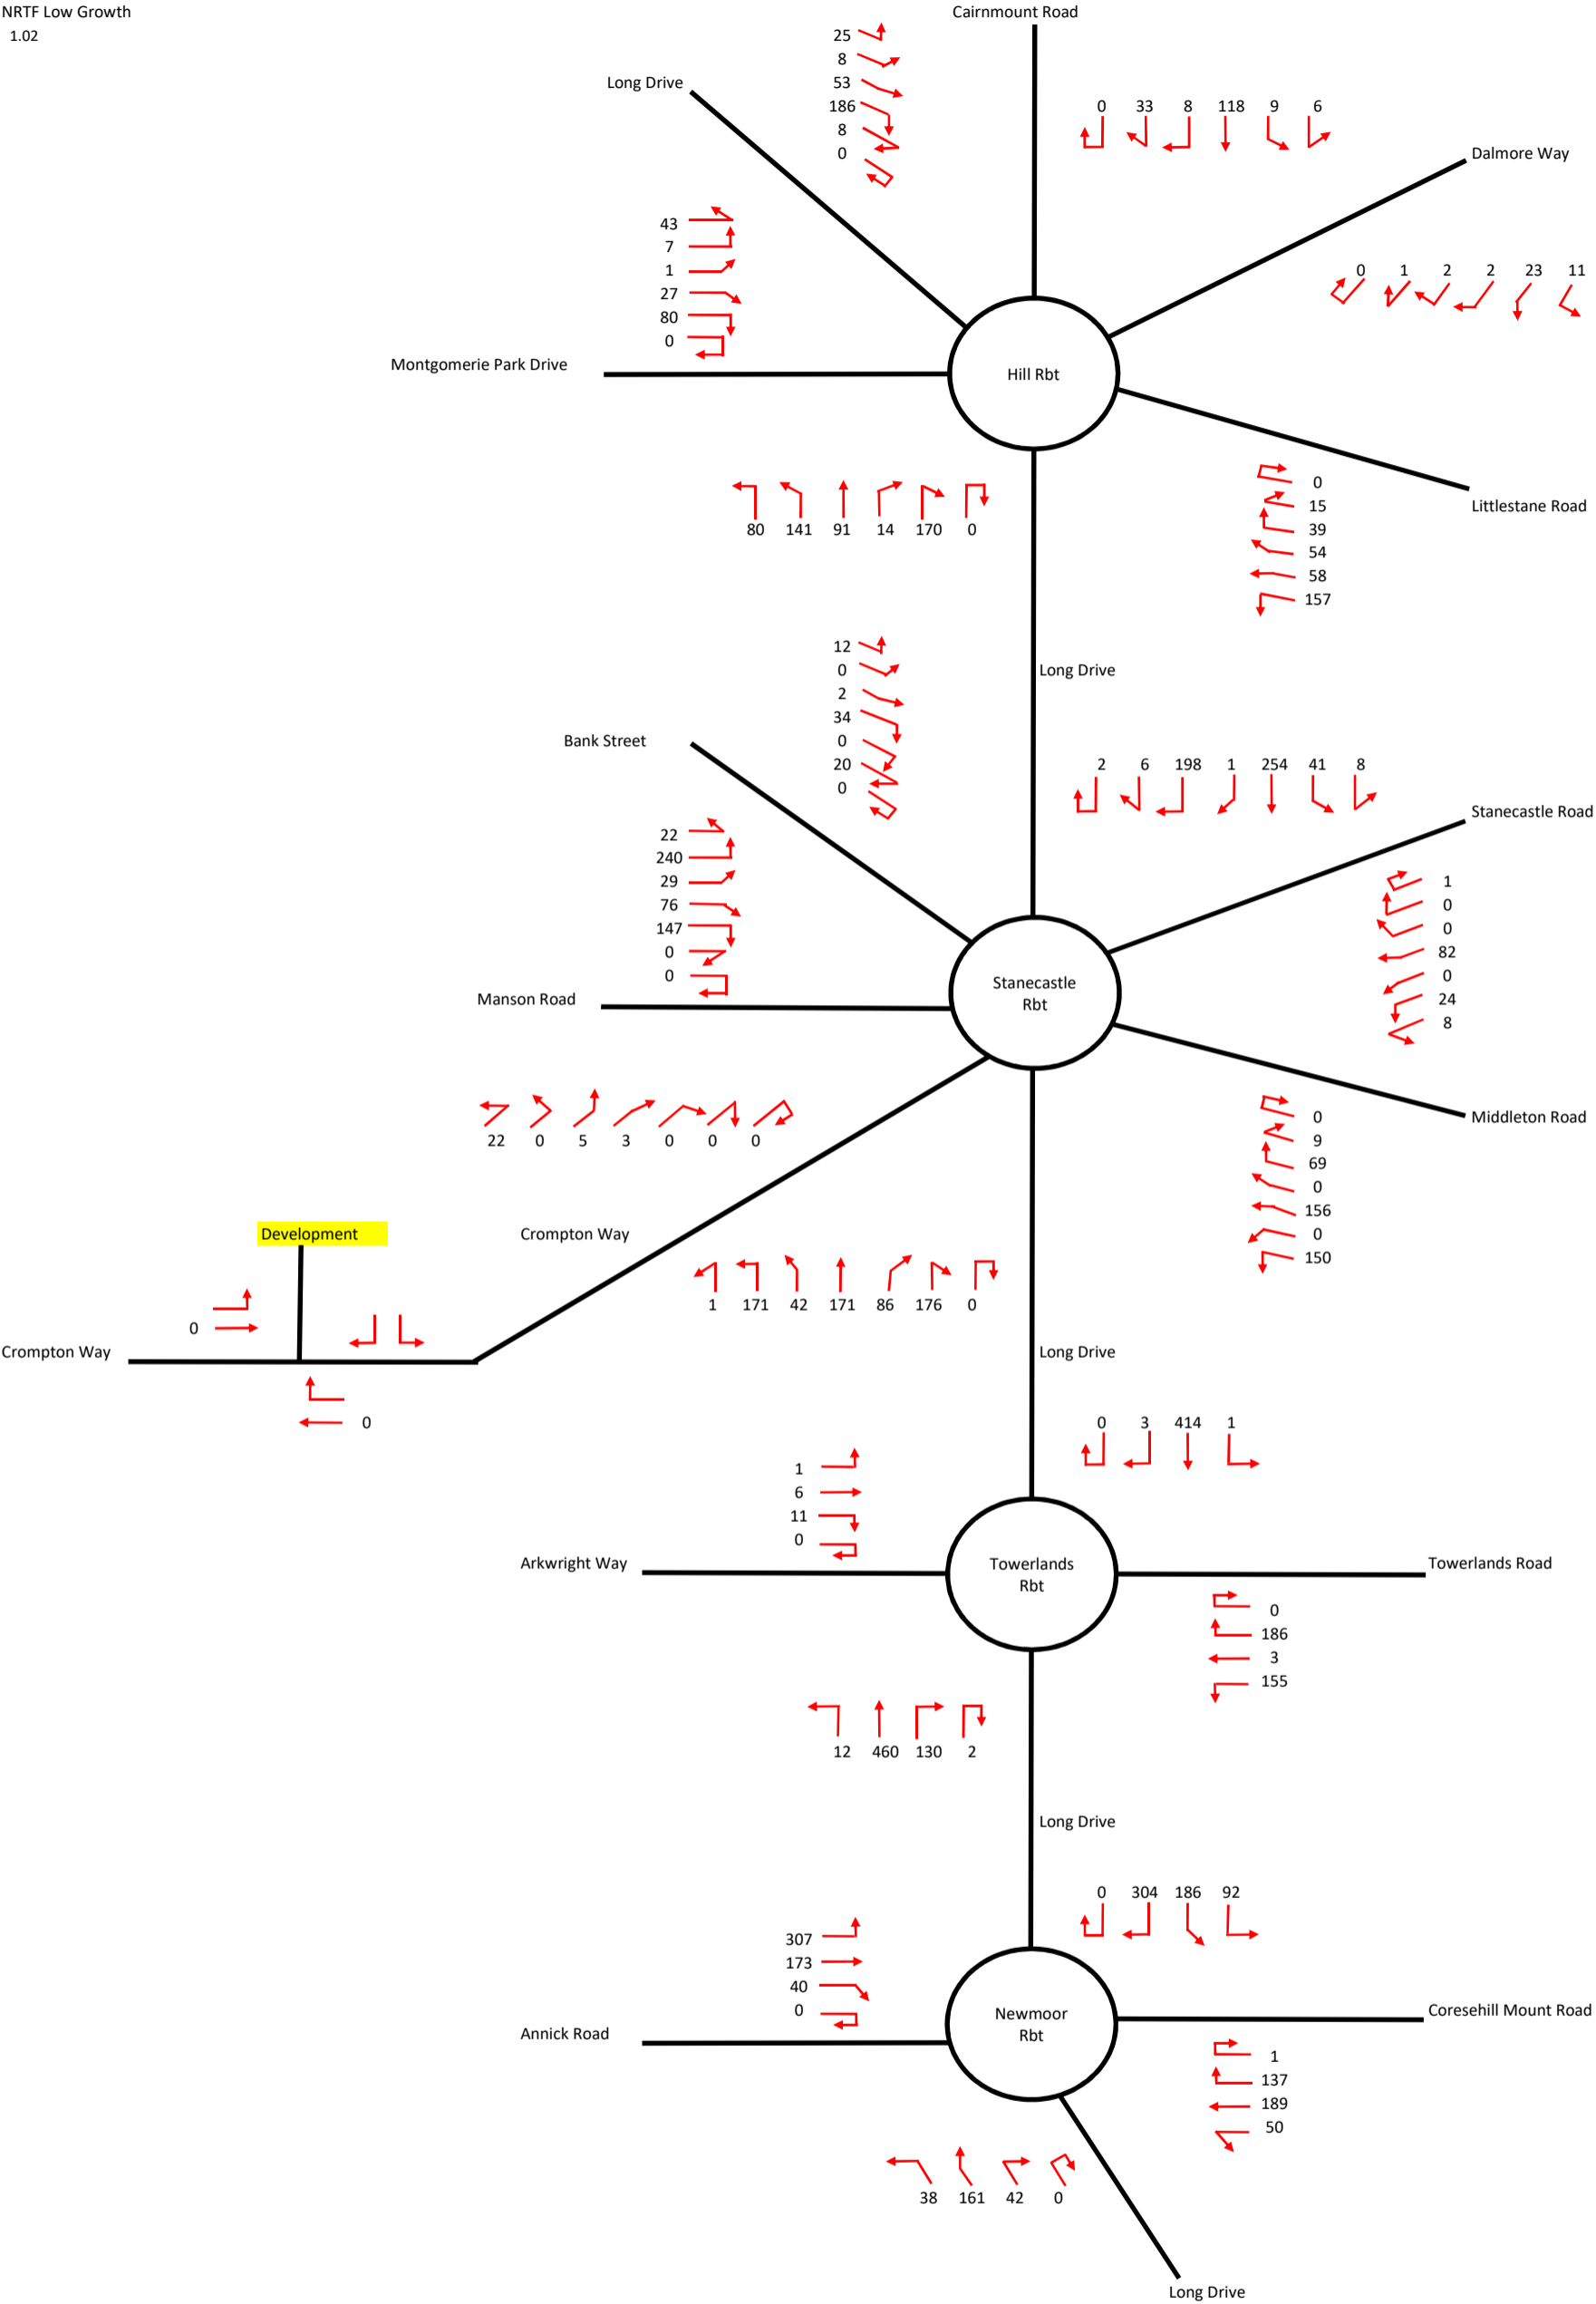 NRTF Low Growth
1.02
Cairnmount Road
25
8
53
186
8
0
Long Drive
0 33 8 118 9 6
Dalmore Way
43
7
1
27
80
0
0 1 2 2 23 11
Montgomerie Park Drive
Hill Rbt
80 141 91 14 170 0
0
15
39
54
58
157
Littlestane Road
Long Drive
12
0
2
34
0
20
0
Bank Street
2 6 198 1 254 41 8
Stanecastle Road
22
240
29
76
147
0
0
1
0
0
82
0
24
8
Manson Road
Stanecastle
Rbt
22 0 5 3 0 0 0
0
9
69
0
156
0
150
Middleton Road
Development
Crompton Way
1 171 42 171 86 176 0
0
Crompton Way
0
Long Drive
0 3 414 1
1
6
11
0
Arkwright Way
Towerlands
Rbt
Towerlands Road
0
186
3
155
12 460 130 2
Long Drive
0 304 186 92
307
173
40
0
Annick Road
Newmoor
Rbt
Coresehill Mount Road
1
137
189
50
38 161 42 0
Long Drive